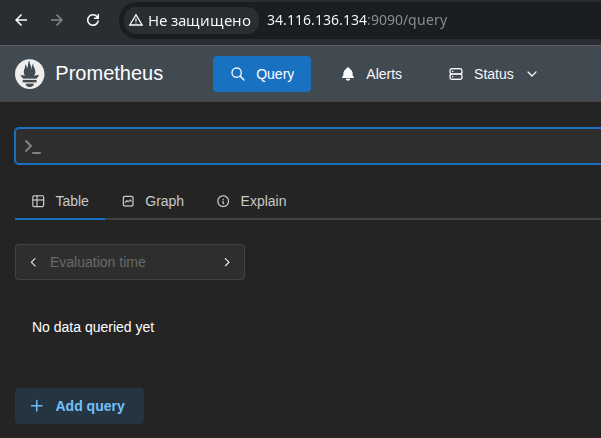 Не защищено 34.116.136.134:9090/query
Prometheus Query Alerts Status
Table Graph Explain
Evaluation time
No data queried yet
Add query